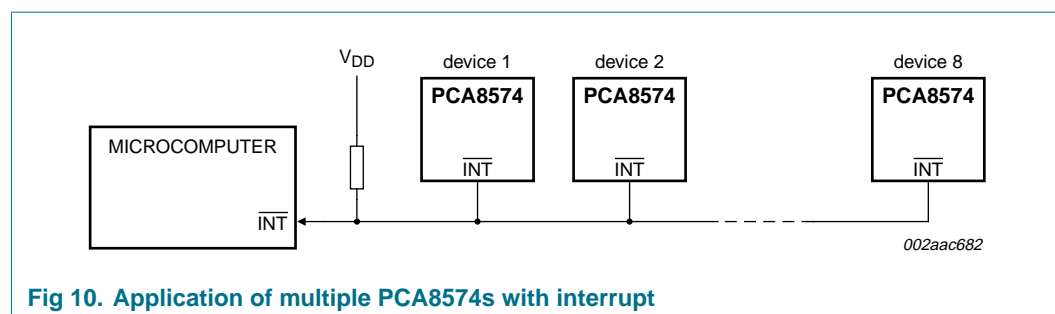 V_DD
device 1
device 2
device 8
PCA8574
PCA8574
PCA8574
MICROCOMPUTER
INT
INT
INT
INT
002aac682
Fig 10. Application of multiple PCA8574s with interrupt